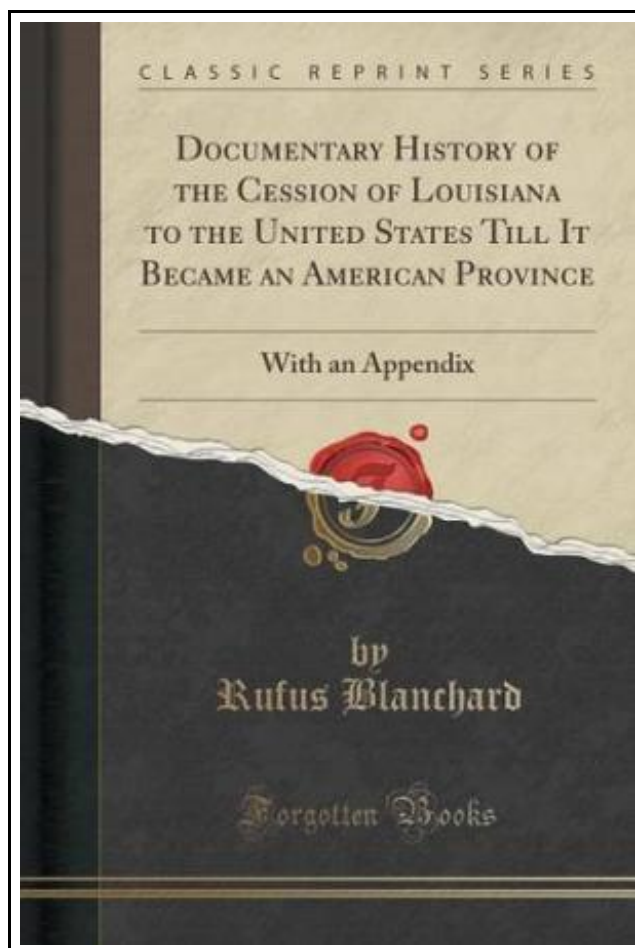 CLASSIC REPRINT SERIES
DOCUMENTARY HISTORY OF
THE CESSION OF LOUISIANA
TO THE UNITED STATES TILL IT
BECAME AN AMERICAN PROVINCE
With an Appendix
by
Rufus Blanchard
Forgotten Books